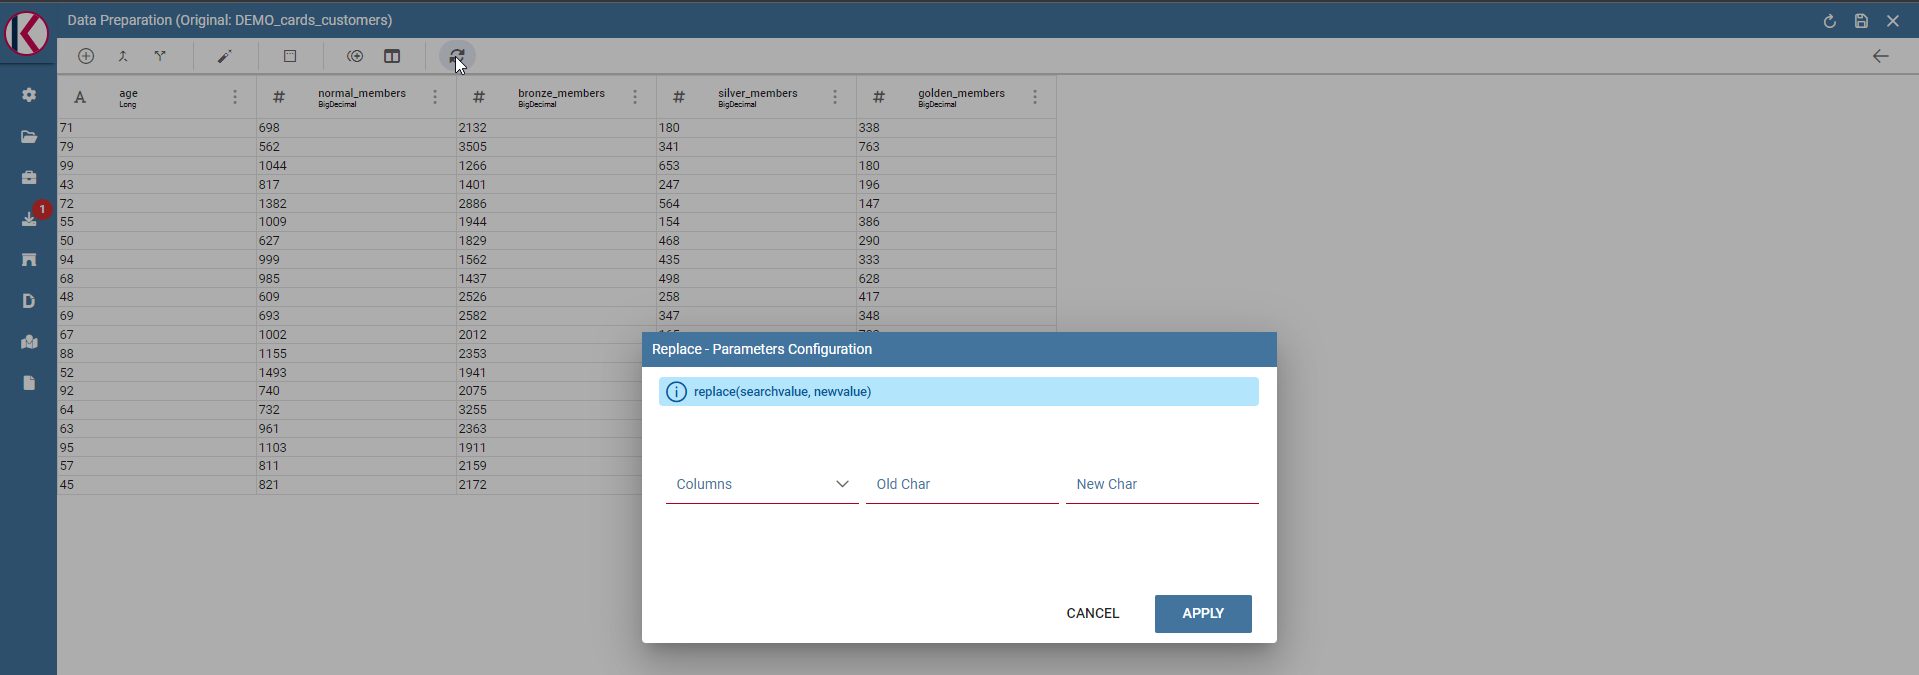 Data Preparation (Original: DEMO_cards_customers)
A age Long # normal_members BigDecimal # bronze_members BigDecimal # silver_members BigDecimal # golden_members BigDecimal
71 698 2132 180 338
79 562 3505 341 763
99 1044 1266 653 180
43 817 1401 247 196
72 1382 2886 564 147
1
55 1009 1944 154 386
50 627 1829 468 290
94 999 1562 435 333
68 985 1437 498 628
48 609 2526 258 417
D
69 693 2582 347 348
67 1002 2012
88 1155 2353
52 1493 1941
92 740 2075
64 732 3255
63 961 2363
95 1103 1911
57 811 2159
45 821 2172
Replace - Parameters Configuration
replace(searchvalue, newvalue)
Columns Old Char New Char
CANCEL APPLY